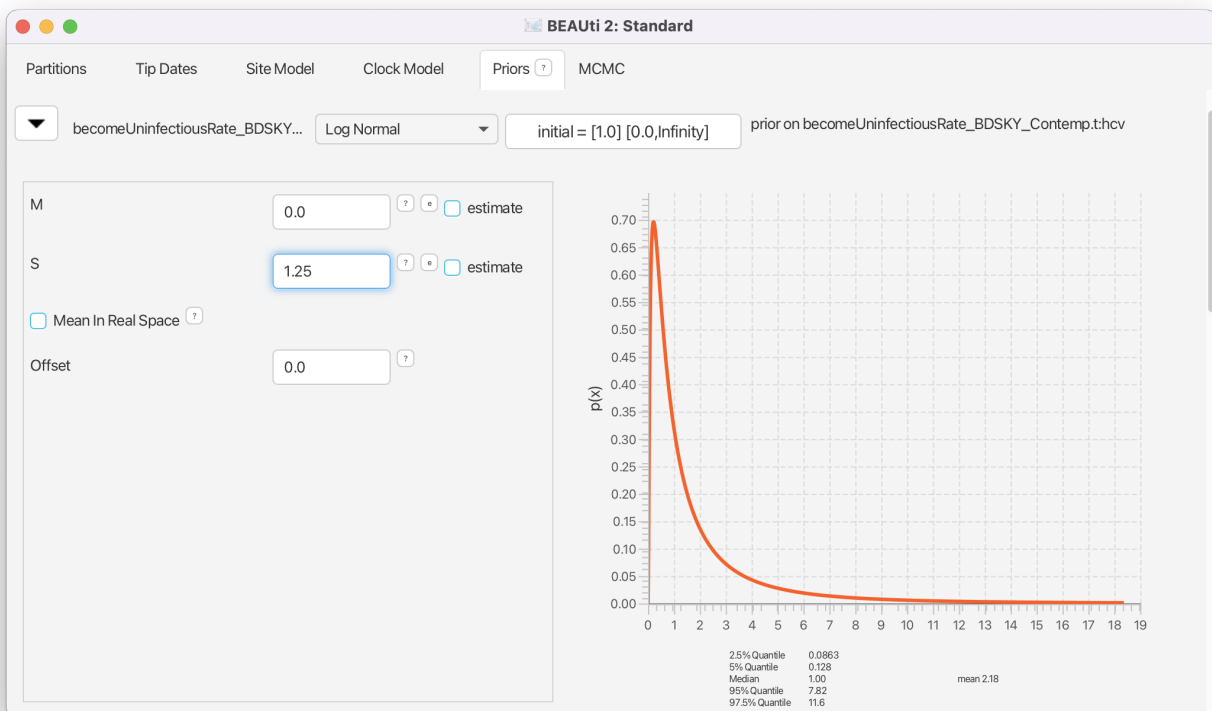 BEAUti 2: Standard
Partitions Tip Dates Site Model Clock Model Priors ? MCMC
becomeUninfectiousRate_BDSKY... Log Normal initial = [1.0] [0.0,Infinity] prior on becomeUninfectiousRate_BDSKY_Contemp.t:hcv
M 0.0 ? e estimate
S 1.25 ? e estimate
Mean In Real Space ?
Offset 0.0 ?
p(x)
0.70
0.65
0.60
0.55
0.50
0.45
0.40
0.35
0.30
0.25
0.20
0.15
0.10
0.05
0.00
0 1 2 3 4 5 6 7 8 9 10 11 12 13 14 15 16 17 18 19
2.5% Quantile 0.0863
5% Quantile 0.128
Median 1.00 mean 2.18
95% Quantile 7.82
97.5% Quantile 11.6